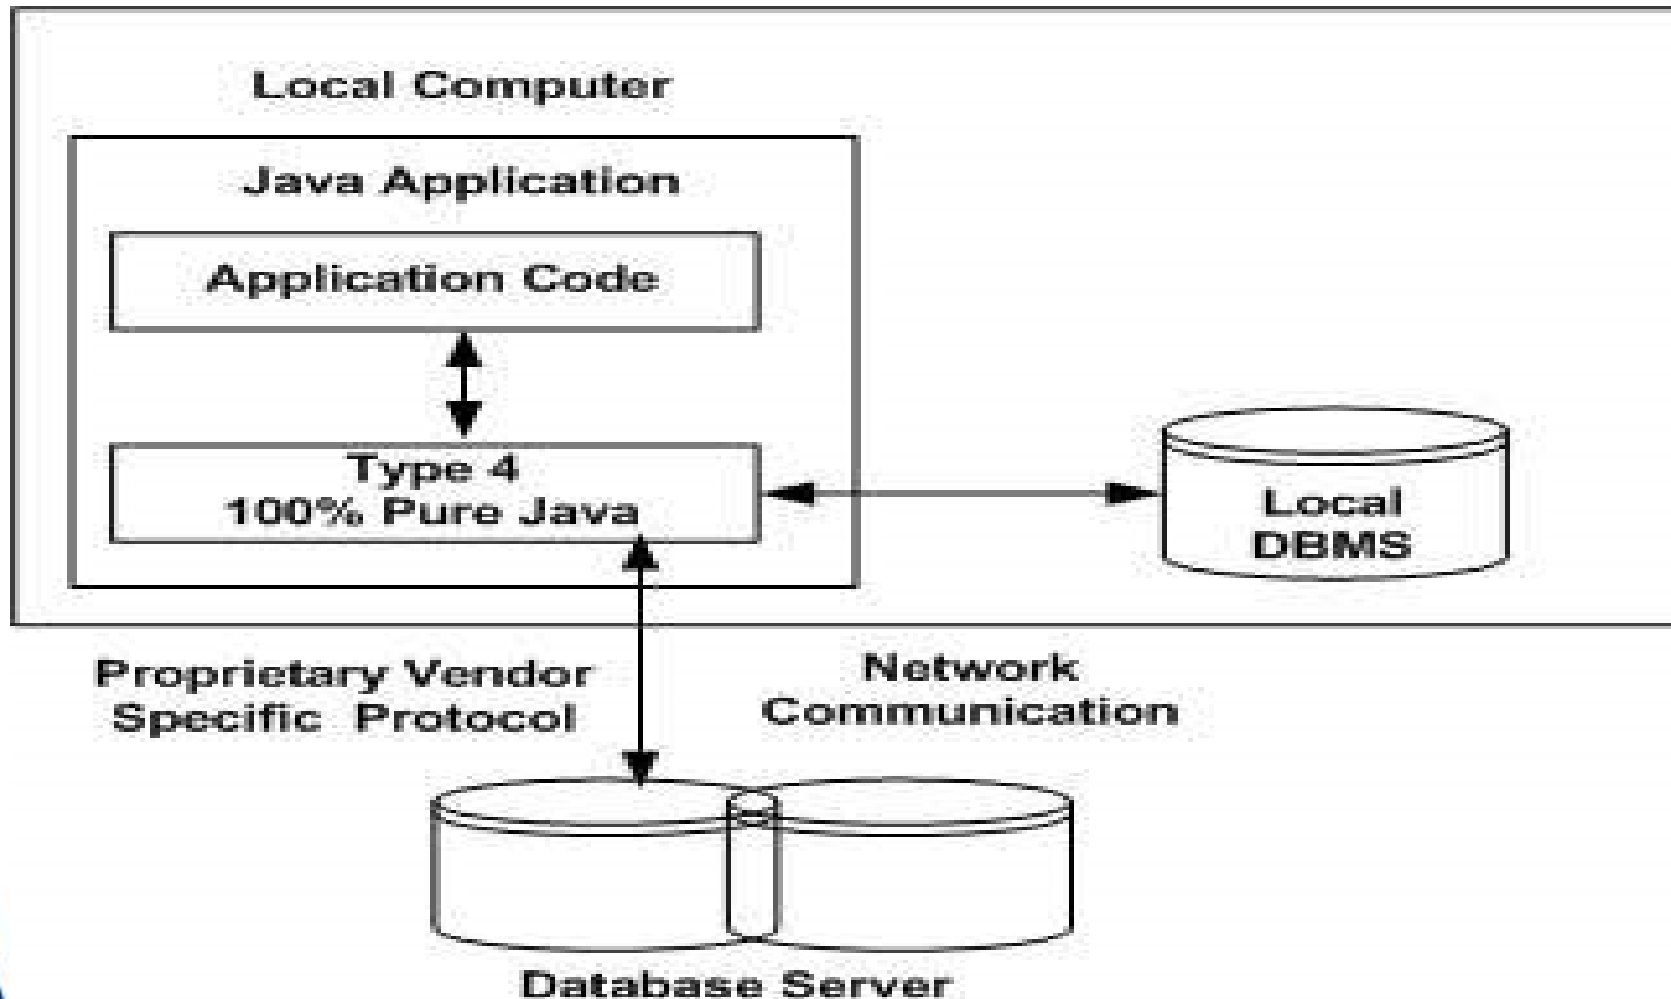 Local Computer
Java Application
Application Code
Type 4
100% Pure Java
Local
DBMS
Proprietary Vendor
Specific Protocol
Network
Communication
Database Server